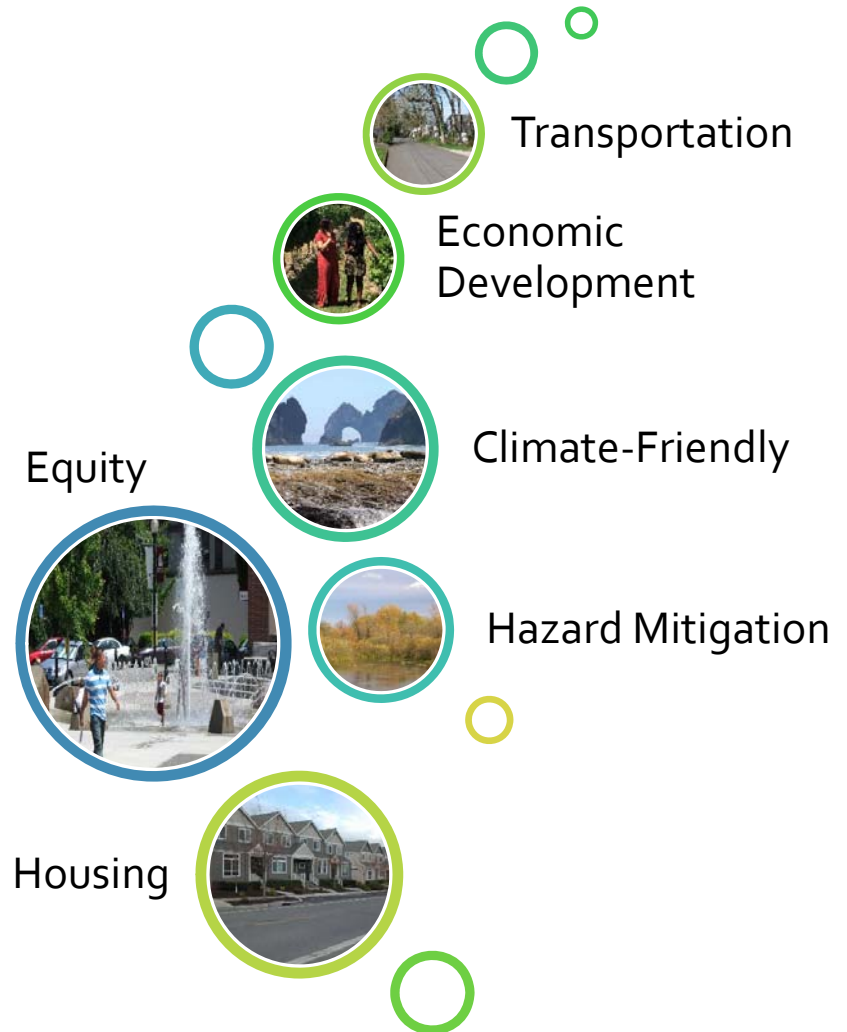 Transportation
Economic
Development
Climate-Friendly
Equity
Hazard Mitigation
Housing